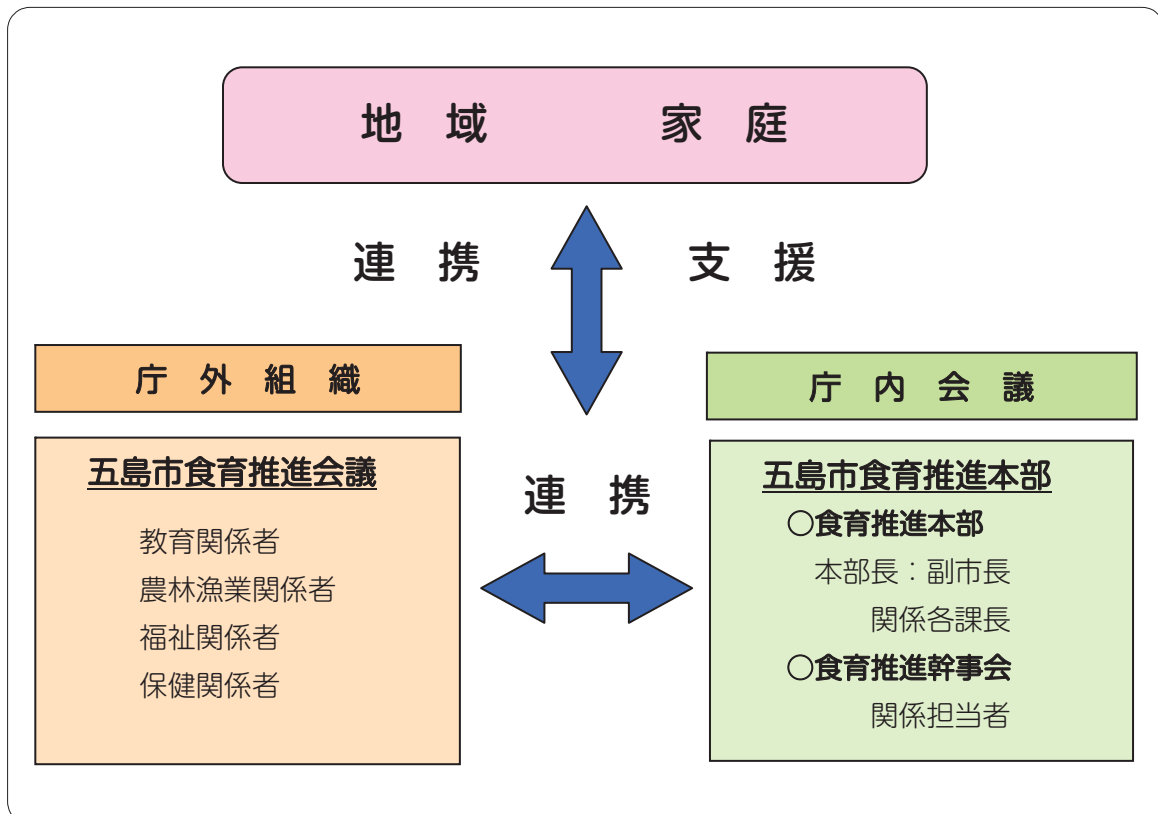 地　域　　　　家　庭
連　携　　　　支　援
庁　外　組　織
五島市食育推進会議
教育関係者
農林漁業関係者
福祉関係者
保健関係者
連　携
庁　内　会　議
五島市食育推進本部
○食育推進本部
本部長：副市長
関係各課長
○食育推進幹事会
関係担当者